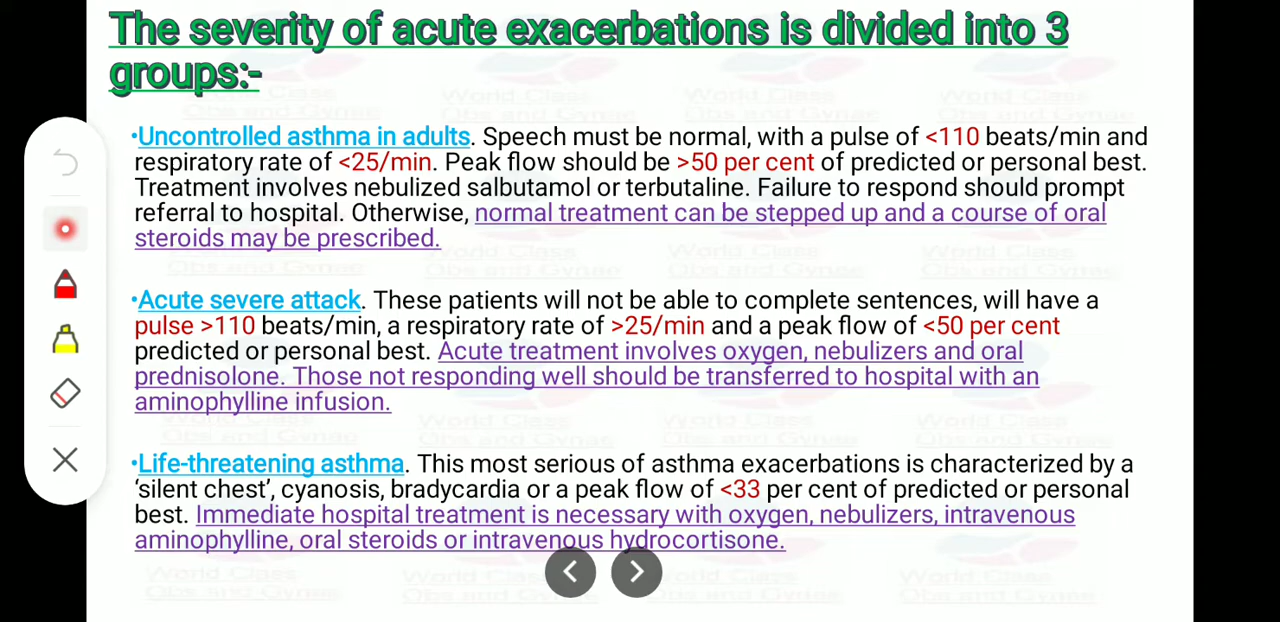 The severity of acute exacerbations is divided into 3
groups:-
•Uncontrolled asthma in adults. Speech must be normal, with a pulse of <110 beats/min and
respiratory rate of <25/min. Peak flow should be >50 per cent of predicted or personal best.
Treatment involves nebulized salbutamol or terbutaline. Failure to respond should prompt
referral to hospital. Otherwise, normal treatment can be stepped up and a course of oral
steroids may be prescribed.
•Acute severe attack. These patients will not be able to complete sentences, will have a
pulse >110 beats/min, a respiratory rate of >25/min and a peak flow of <50 per cent
predicted or personal best. Acute treatment involves oxygen, nebulizers and oral
prednisolone. Those not responding well should be transferred to hospital with an
aminophylline infusion.
•Life-threatening asthma. This most serious of asthma exacerbations is characterized by a
‘silent chest’, cyanosis, bradycardia or a peak flow of <33 per cent of predicted or personal
best. Immediate hospital treatment is necessary with oxygen, nebulizers, intravenous
aminophylline, oral steroids or intravenous hydrocortisone.